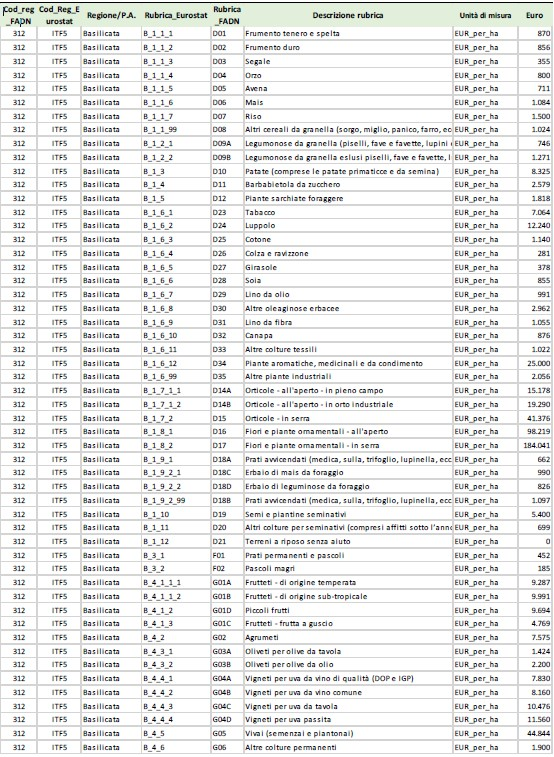 Cod_reg_FADN Cod_Reg_Eurostat Regione/P.A. Rubrica_Eurostat Rubrica_FADN Descrizione rubrica Unità di misura Euro
312 ITF5 Basilicata B_1_1_1 D01 Frumento tenero e spelta EUR_per_ha 870
312 ITF5 Basilicata B_1_1_2 D02 Frumento duro EUR_per_ha 856
312 ITF5 Basilicata B_1_1_3 D03 Segale EUR_per_ha 355
312 ITF5 Basilicata B_1_1_4 D04 Orzo EUR_per_ha 800
312 ITF5 Basilicata B_1_1_5 D05 Avena EUR_per_ha 711
312 ITF5 Basilicata B_1_1_6 D06 Mais EUR_per_ha 1.084
312 ITF5 Basilicata B_1_1_7 D07 Riso EUR_per_ha 1.500
312 ITF5 Basilicata B_1_1_99 D08 Altri cereali da granella (sorgo, miglio, panico, farro, ec EUR_per_ha 1.024
312 ITF5 Basilicata B_1_2_1 D09A Legumonose da granella (piselli, fave e favette, lupini EUR_per_ha 746
312 ITF5 Basilicata B_1_2_2 D09B Legumonose da granella eslusi piselli, fave e favette, l EUR_per_ha 1.271
312 ITF5 Basilicata B_1_3 D10 Patate (comprese le patate primaticce e da semina) EUR_per_ha 8.325
312 ITF5 Basilicata B_1_4 D11 Barbabietola da zucchero EUR_per_ha 2.579
312 ITF5 Basilicata B_1_5 D12 Piante sarchiate foraggere EUR_per_ha 1.818
312 ITF5 Basilicata B_1_6_1 D23 Tabacco EUR_per_ha 7.064
312 ITF5 Basilicata B_1_6_2 D24 Luppolo EUR_per_ha 12.240
312 ITF5 Basilicata B_1_6_3 D25 Cotone EUR_per_ha 1.140
312 ITF5 Basilicata B_1_6_4 D26 Colza e ravizzone EUR_per_ha 281
312 ITF5 Basilicata B_1_6_5 D27 Girasole EUR_per_ha 378
312 ITF5 Basilicata B_1_6_6 D28 Soia EUR_per_ha 855
312 ITF5 Basilicata B_1_6_7 D29 Lino da olio EUR_per_ha 991
312 ITF5 Basilicata B_1_6_8 D30 Altre oleaginose erbacee EUR_per_ha 2.962
312 ITF5 Basilicata B_1_6_9 D31 Lino da fibra EUR_per_ha 1.055
312 ITF5 Basilicata B_1_6_10 D32 Canapa EUR_per_ha 876
312 ITF5 Basilicata B_1_6_11 D33 Altre colture tessili EUR_per_ha 1.022
312 ITF5 Basilicata B_1_6_12 D34 Piante aromatiche, medicinali e da condimento EUR_per_ha 25.000
312 ITF5 Basilicata B_1_6_99 D35 Altre piante industriali EUR_per_ha 2.056
312 ITF5 Basilicata B_1_7_1_1 D14A Orticole - all'aperto - in pieno campo EUR_per_ha 15.178
312 ITF5 Basilicata B_1_7_1_2 D14B Orticole - all'aperto - in orto industriale EUR_per_ha 19.290
312 ITF5 Basilicata B_1_7_2 D15 Orticole - in serra EUR_per_ha 41.376
312 ITF5 Basilicata B_1_8_1 D16 Fiori e piante ornamentali - all'aperto EUR_per_ha 98.219
312 ITF5 Basilicata B_1_8_2 D17 Fiori e piante ornamentali - in serra EUR_per_ha 184.041
312 ITF5 Basilicata B_1_9_1 D18A Prati avvicendati (medica, sulla, trifoglio, lupinella, ecc EUR_per_ha 662
312 ITF5 Basilicata B_1_9_2_1 D18C Erbaio di mais da foraggio EUR_per_ha 990
312 ITF5 Basilicata B_1_9_2_2 D18D Erbaio di leguminose da foraggio EUR_per_ha 826
312 ITF5 Basilicata B_1_9_2_99 D18B Prati avvicendati (medica, sulla, trifoglio, lupinella, ecc EUR_per_ha 1.097
312 ITF5 Basilicata B_1_10 D19 Semi e piantine seminativi EUR_per_ha 5.400
312 ITF5 Basilicata B_1_11 D20 Altri colture per seminativi (compresi affitti sotto l'anno EUR_per_ha 699
312 ITF5 Basilicata B_1_12 D21 Terreni a riposo senza aiuto EUR_per_ha 0
312 ITF5 Basilicata B_3_1 F01 Prati permanenti e pascoli EUR_per_ha 452
312 ITF5 Basilicata B_3_2 F02 Pascoli magri EUR_per_ha 185
312 ITF5 Basilicata B_4_1_1_1 G01A Frutteti - di origine temperata EUR_per_ha 9.287
312 ITF5 Basilicata B_4_1_1_2 G01B Frutteti - di origine sub-tropicale EUR_per_ha 9.991
312 ITF5 Basilicata B_4_1_2 G01D Piccoli frutti EUR_per_ha 9.694
312 ITF5 Basilicata B_4_1_3 G01C Frutteti - frutta a guscio EUR_per_ha 4.769
312 ITF5 Basilicata B_4_2 G02 Agrumeti EUR_per_ha 7.575
312 ITF5 Basilicata B_4_3_1 G03A Oliveti per olive da tavola EUR_per_ha 1.424
312 ITF5 Basilicata B_4_3_2 G03B Oliveti per olive da olio EUR_per_ha 2.200
312 ITF5 Basilicata B_4_4_1 G04A Vigneti per uva da vino di qualità (DOP e IGP) EUR_per_ha 7.830
312 ITF5 Basilicata B_4_4_2 G04B Vigneti per uva da vino comune EUR_per_ha 8.160
312 ITF5 Basilicata B_4_4_3 G04C Vigneti per uva da tavola EUR_per_ha 10.476
312 ITF5 Basilicata B_4_4_4 G04D Vigneti per uva passita EUR_per_ha 11.560
312 ITF5 Basilicata B_4_5 G05 Vivai (semenzai e piantonai) EUR_per_ha 44.844
312 ITF5 Basilicata B_4_6 G06 Altre colture permanenti EUR_per_ha 1.900